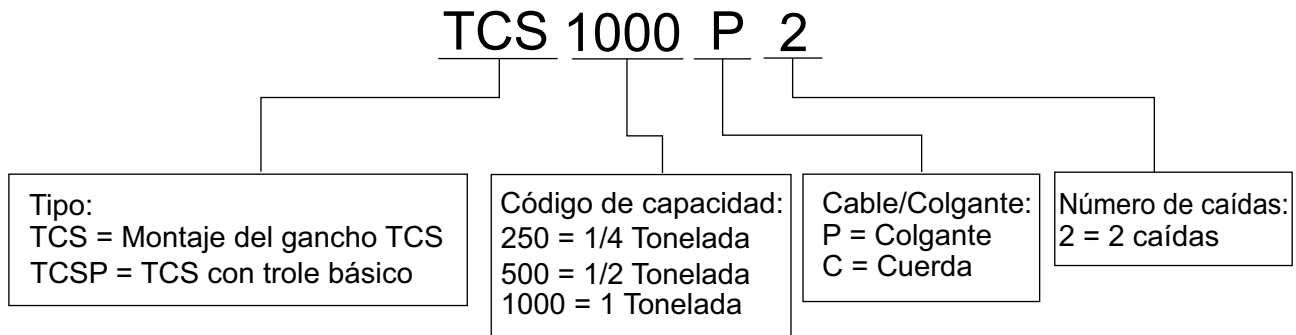 TCS 1000 P 2
Tipo:
TCS = Montaje del gancho TCS
TCSP = TCS con trole básico
Código de capacidad:
250 = 1/4 Tonelada
500 = 1/2 Tonelada
1000 = 1 Tonelada
Cable/Colgante:
P = Colgante
C = Cuerda
Número de caídas:
2 = 2 caídas